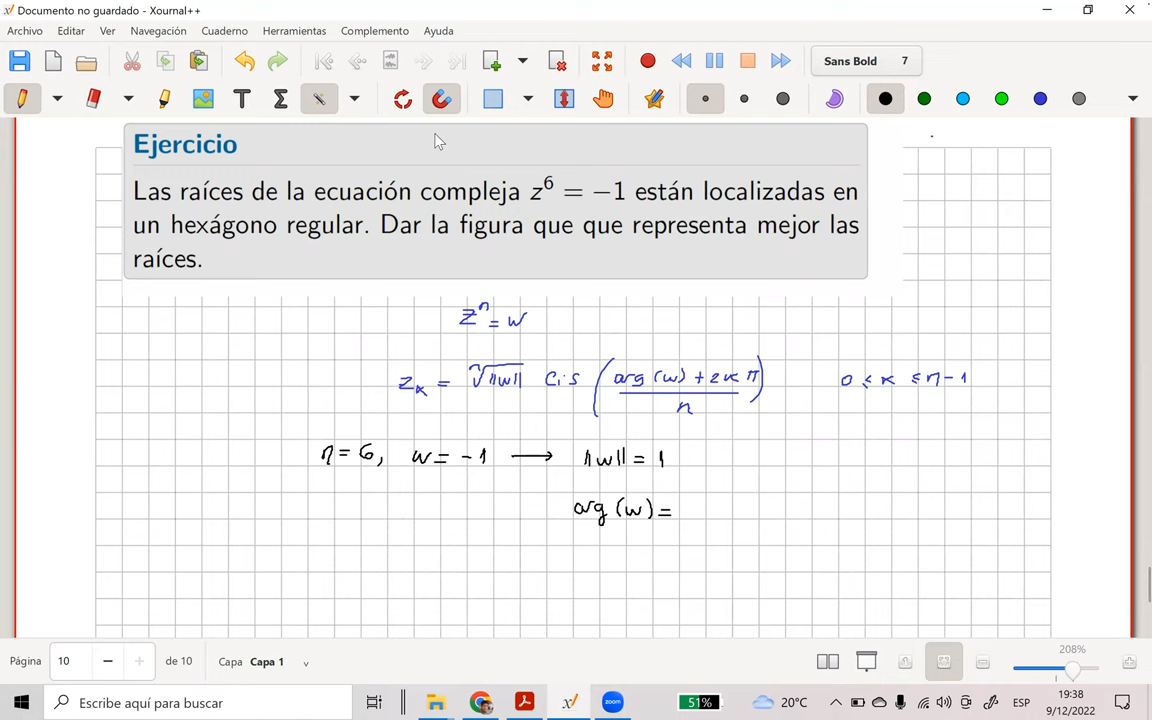 Documento no guardado - Xournal++
Archivo Editar Ver Navegación Cuaderno Herramientas Complemento Ayuda
Sans Bold 7
Ejercicio
Las raíces de la ecuación compleja z⁶ = −1 están localizadas en
un hexágono regular. Dar la figura que que representa mejor las
raíces.
zⁿ = w
z_κ = ⁿ√‖w‖ Cis ((arg (w) + 2κπ)/n) 0 ≤ κ ≤ n-1
n = 6, w = -1 ⟶ ‖w‖ = 1
arg (w) =
Página 10 de 10 Capa Capa 1 208%
Escribe aquí para buscar zoom 51% 20°C ESP 19:38
9/12/2022